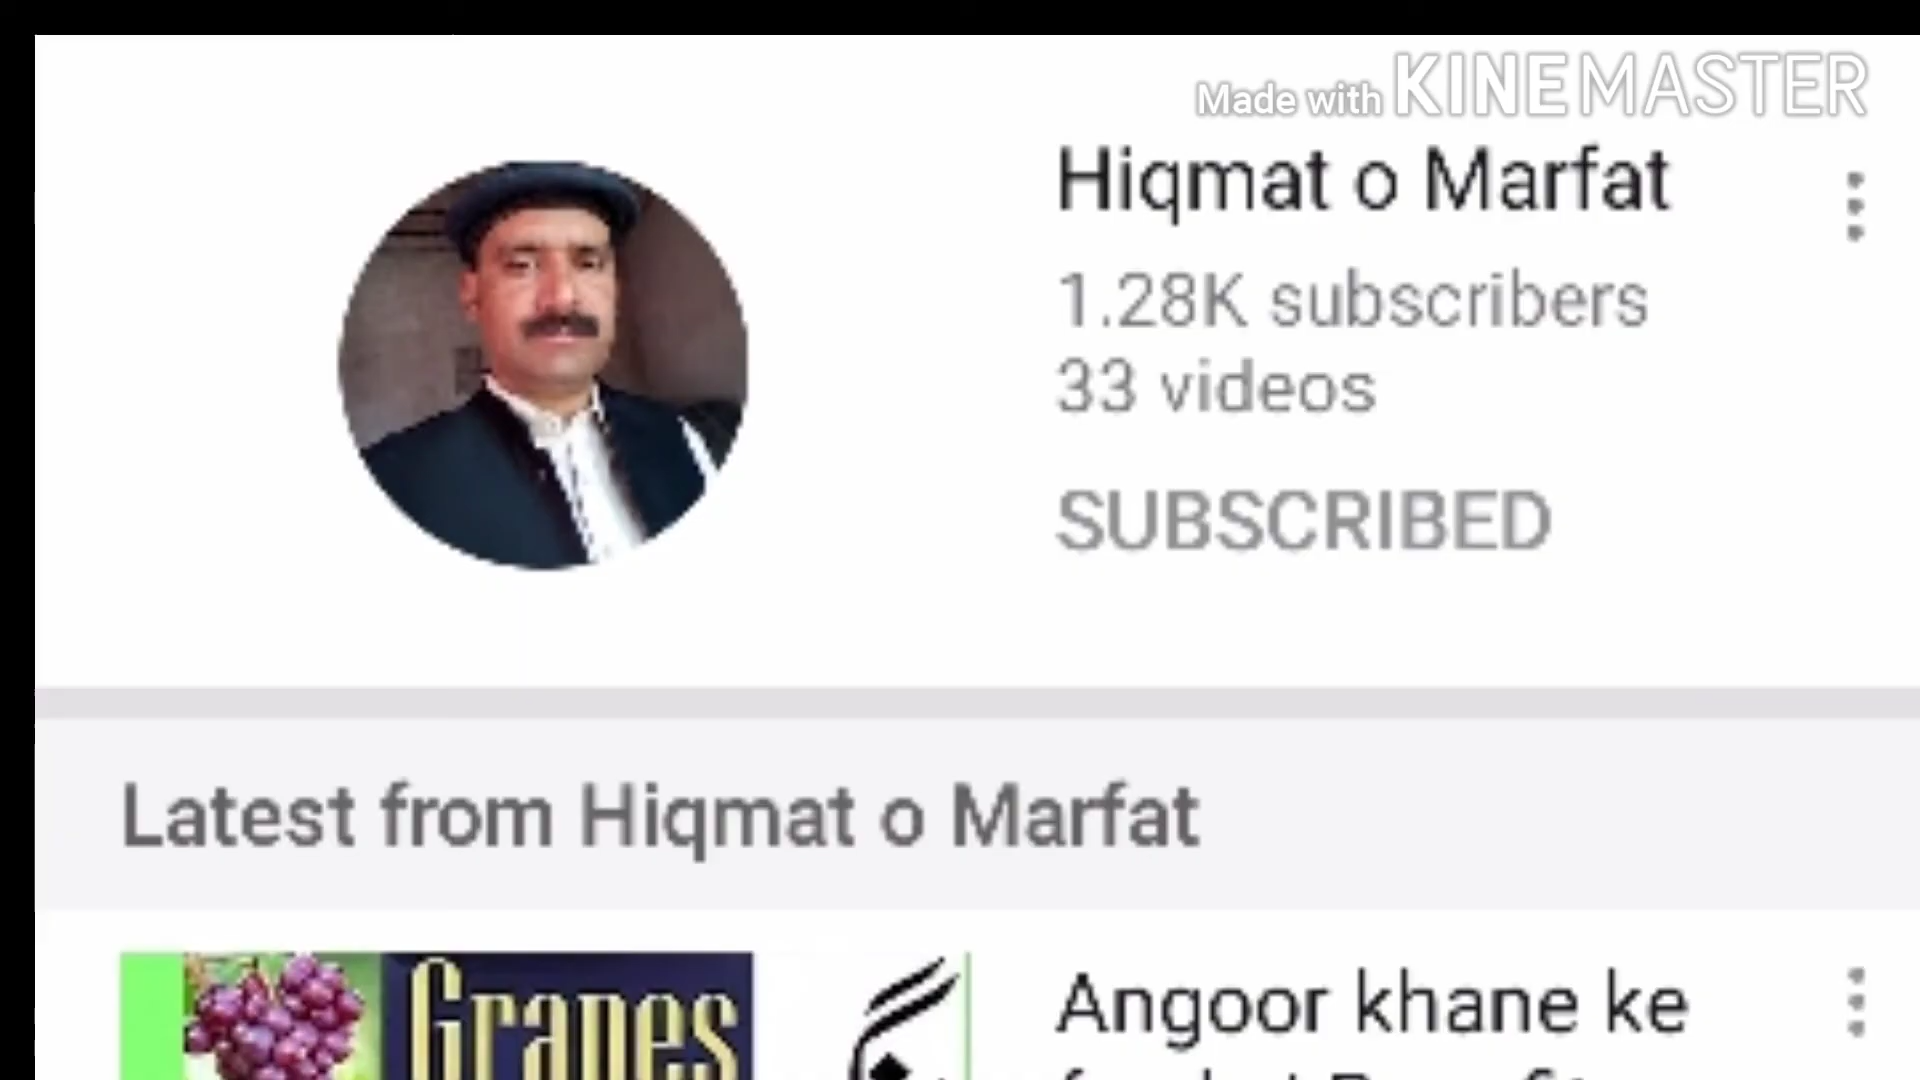 Made with KINEMASTER
Hiqmat o Marfat
1.28K subscribers
33 videos
SUBSCRIBED
Latest from Hiqmat o Marfat
Grapes
Angoor khane ke